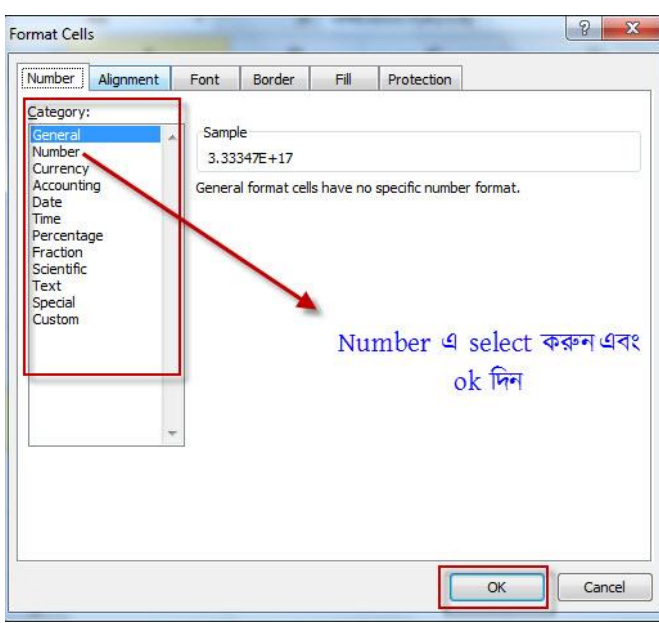 Format Cells
Number Alignment Font Border Fill Protection
Category:
General
Number
Currency
Accounting
Date
Time
Percentage
Fraction
Scientific
Text
Special
Custom
Sample
3.33347E+17
General format cells have no specific number format.
Number এ select করুন এবং
ok দিন
OK Cancel